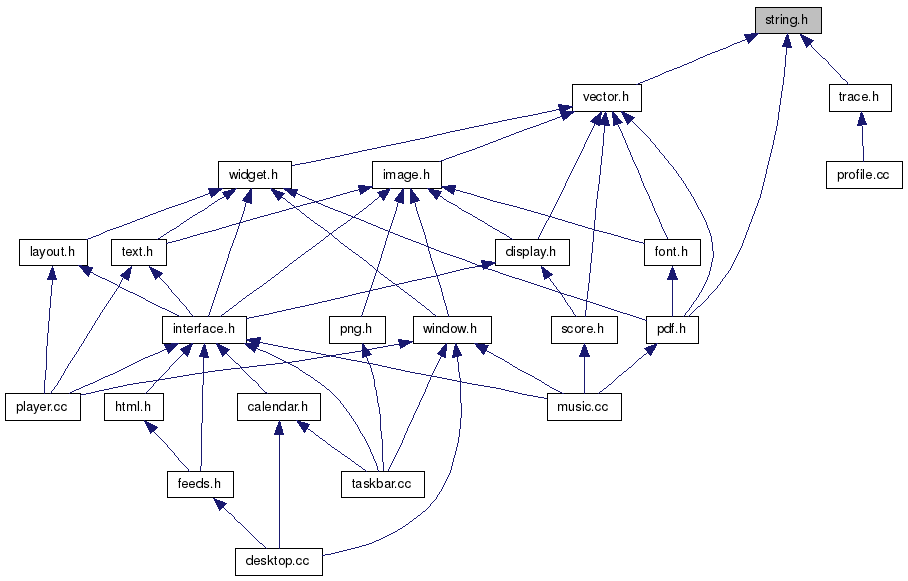 string.h
vector.h
trace.h
widget.h
image.h
profile.cc
layout.h
text.h
display.h
font.h
interface.h
png.h
window.h
score.h
pdf.h
player.cc
html.h
calendar.h
music.cc
feeds.h
taskbar.cc
desktop.cc